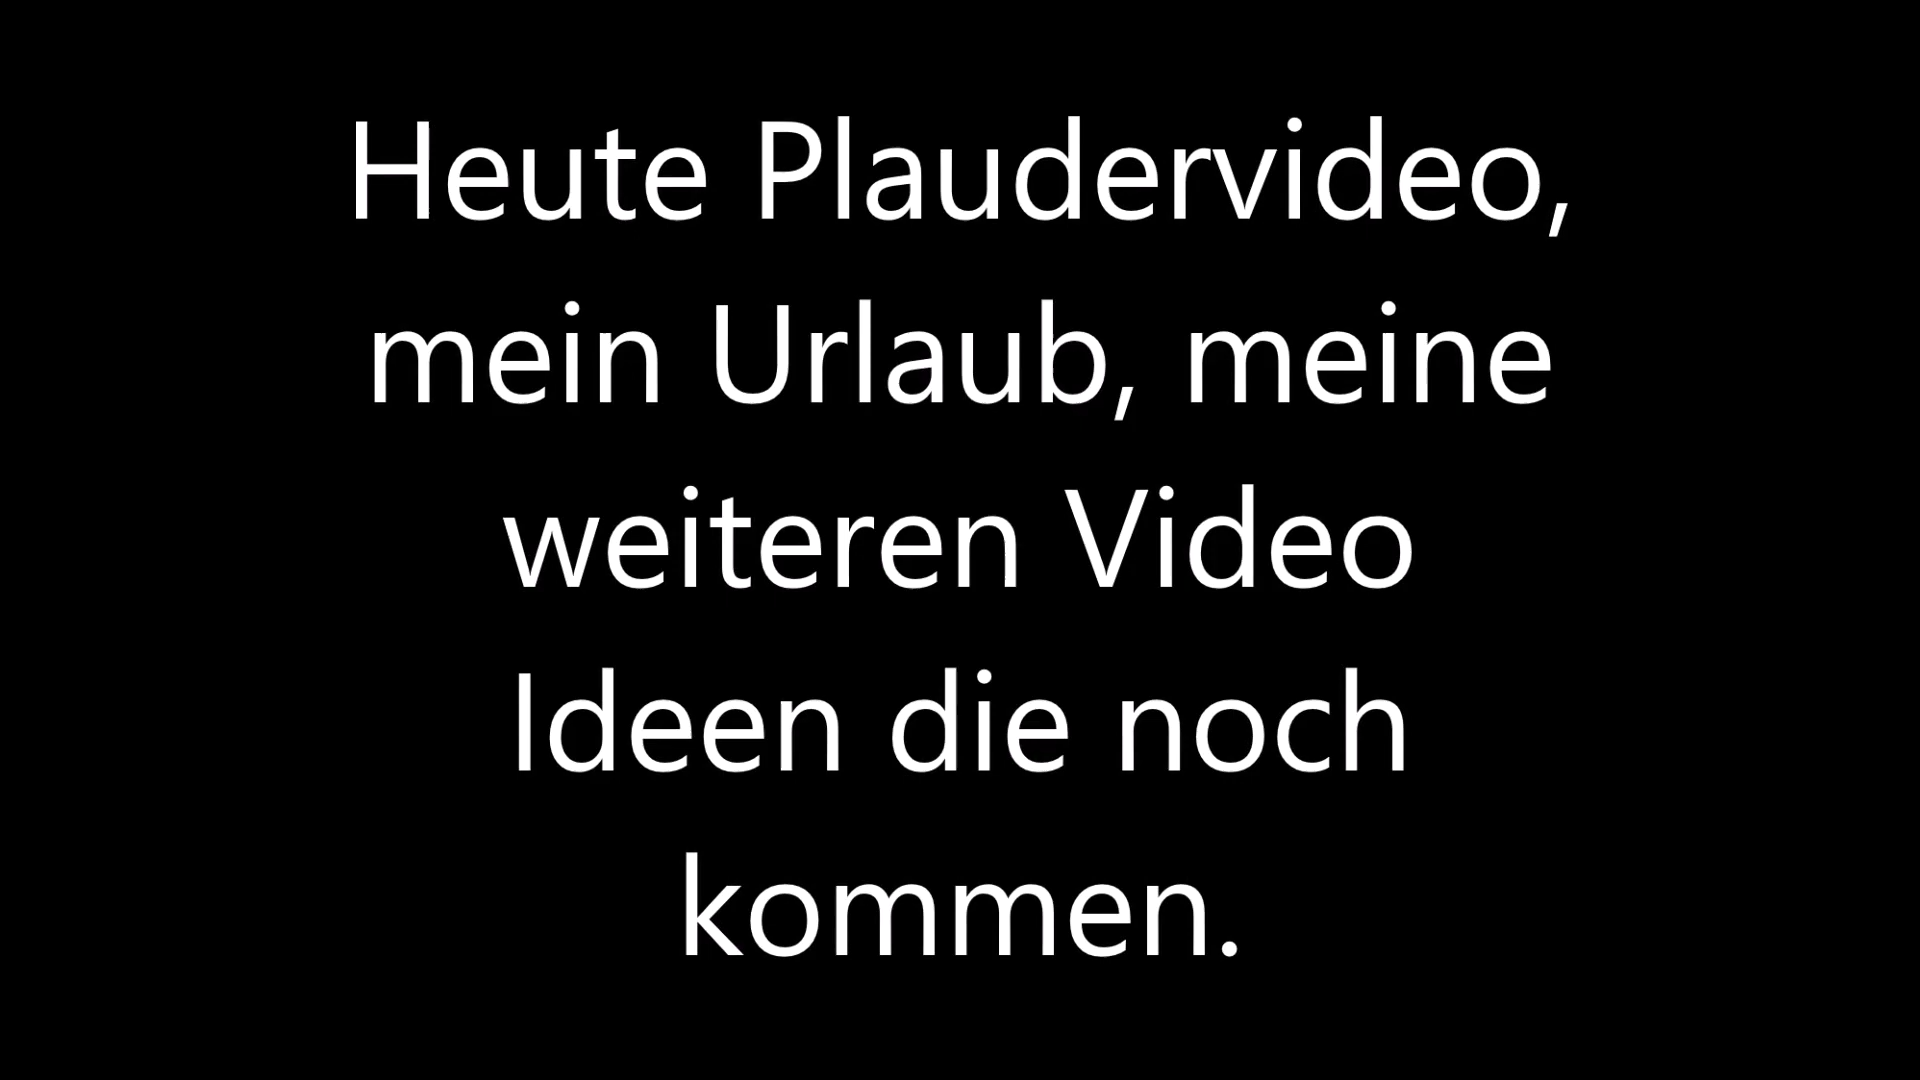 Heute Plaudervideo,
mein Urlaub, meine
weiteren Video
Ideen die noch
kommen.